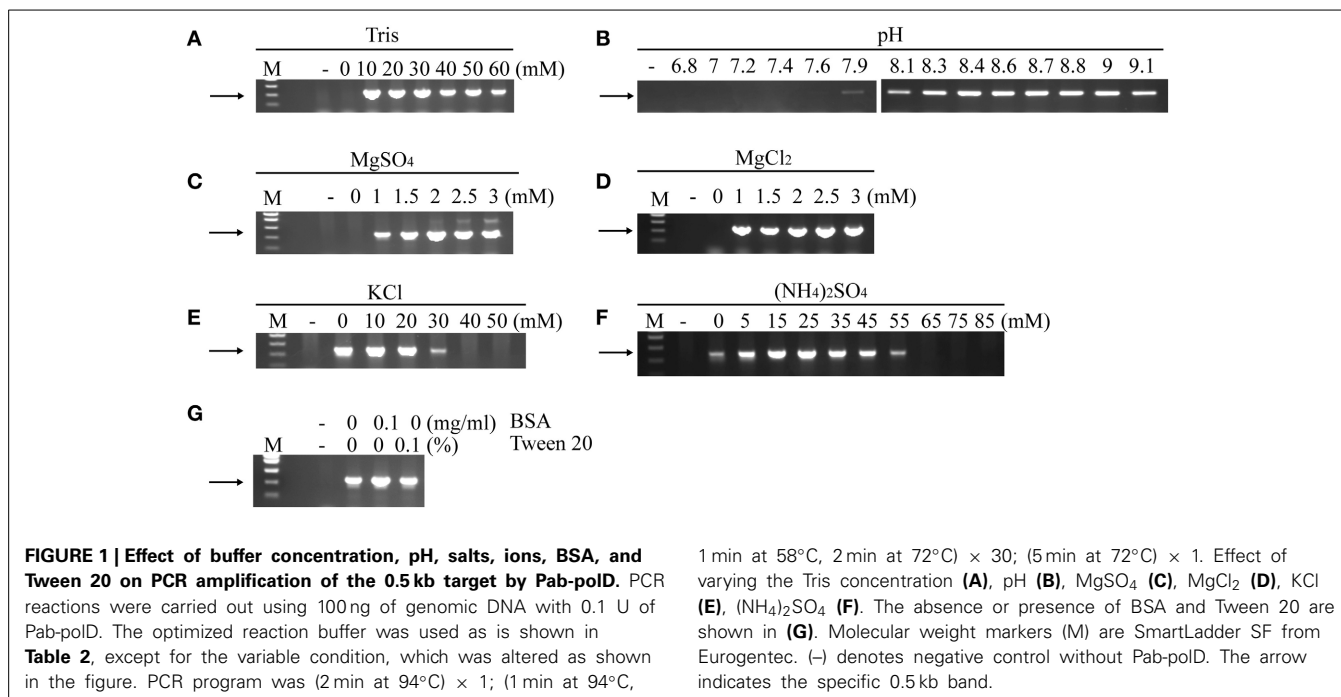 A
Tris
M - 0 10 20 30 40 50 60 (mM)
B
pH
- 6.8 7 7.2 7.4 7.6 7.9 8.1 8.3 8.4 8.6 8.7 8.8 9 9.1
C
MgSO4
M - 0 1 1.5 2 2.5 3 (mM)
D
MgCl2
M - 0 1 1.5 2 2.5 3 (mM)
E
KCl
M - 0 10 20 30 40 50 (mM)
F
(NH4)2SO4
M - 0 5 15 25 35 45 55 65 75 85 (mM)
G
- 0 0.1 0 (mg/ml) BSA
M - 0 0 0.1 (%) Tween 20
FIGURE 1 | Effect of buffer concentration, pH, salts, ions, BSA, and
Tween 20 on PCR amplification of the 0.5 kb target by Pab-polD. PCR
reactions were carried out using 100 ng of genomic DNA with 0.1 U of
Pab-polD. The optimized reaction buffer was used as is shown in
Table 2, except for the variable condition, which was altered as shown
in the figure. PCR program was (2 min at 94°C) × 1; (1 min at 94°C,
1 min at 58°C, 2 min at 72°C) × 30; (5 min at 72°C) × 1. Effect of
varying the Tris concentration (A), pH (B), MgSO4 (C), MgCl2 (D), KCl
(E), (NH4)2SO4 (F). The absence or presence of BSA and Tween 20 are
shown in (G). Molecular weight markers (M) are SmartLadder SF from
Eurogentec. (–) denotes negative control without Pab-polD. The arrow
indicates the specific 0.5 kb band.